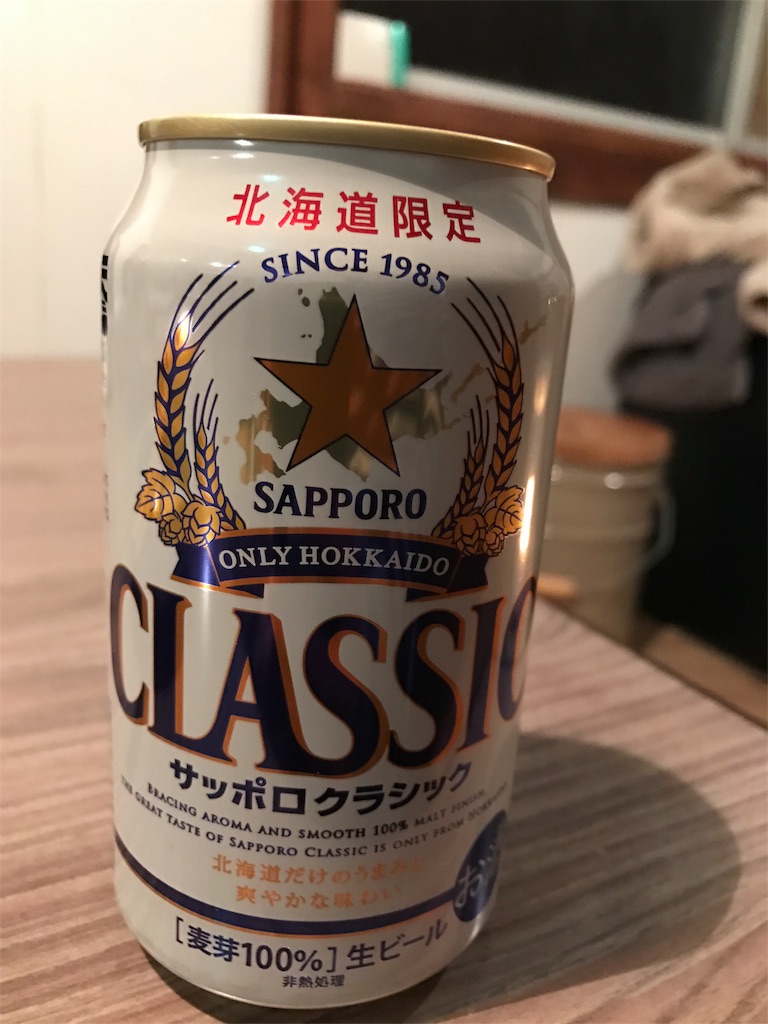 北海道限定
SINCE 1985
SAPPORO
ONLY HOKKAIDO
CLASSIC
サッポロクラシック
BRACING AROMA AND SMOOTH 100% MALT FINISH
THE GREAT TASTE OF SAPPORO CLASSIC IS ONLY FROM HOKKAIDO
北海道だけのうまみ
爽やかな味わい
お
[麦芽100%] 生ビール
非熱処理